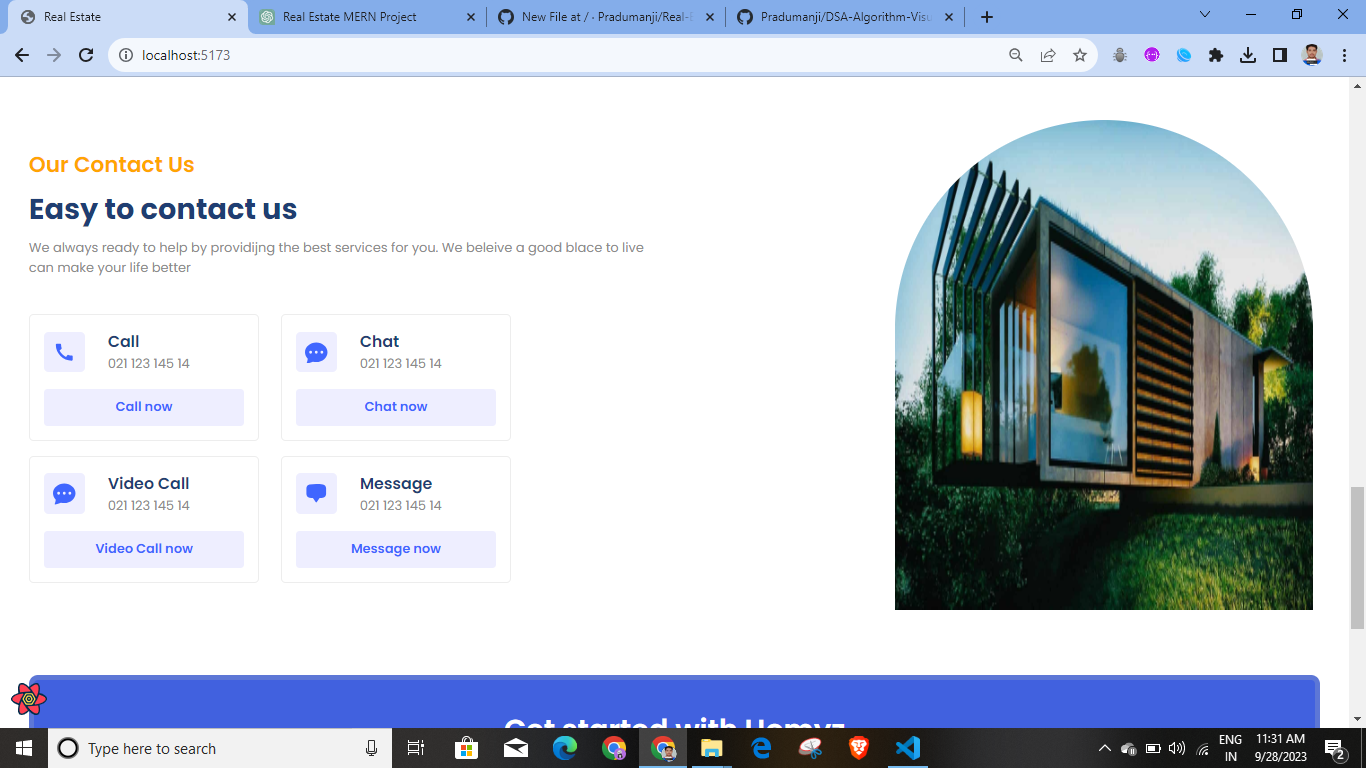 Real Estate
Real Estate MERN Project
New File at / · Pradumanji/Real-E
Pradumanji/DSA-Algorithm-Visu
localhost:5173
Our Contact Us
Easy to contact us
We always ready to help by providijng the best services for you. We beleive a good blace to live
can make your life better
Call
021 123 145 14
Call now
Chat
021 123 145 14
Chat now
Video Call
021 123 145 14
Video Call now
Message
021 123 145 14
Message now
Get started with Homyz
Type here to search
ENG
IN
11:31 AM
9/28/2023
2